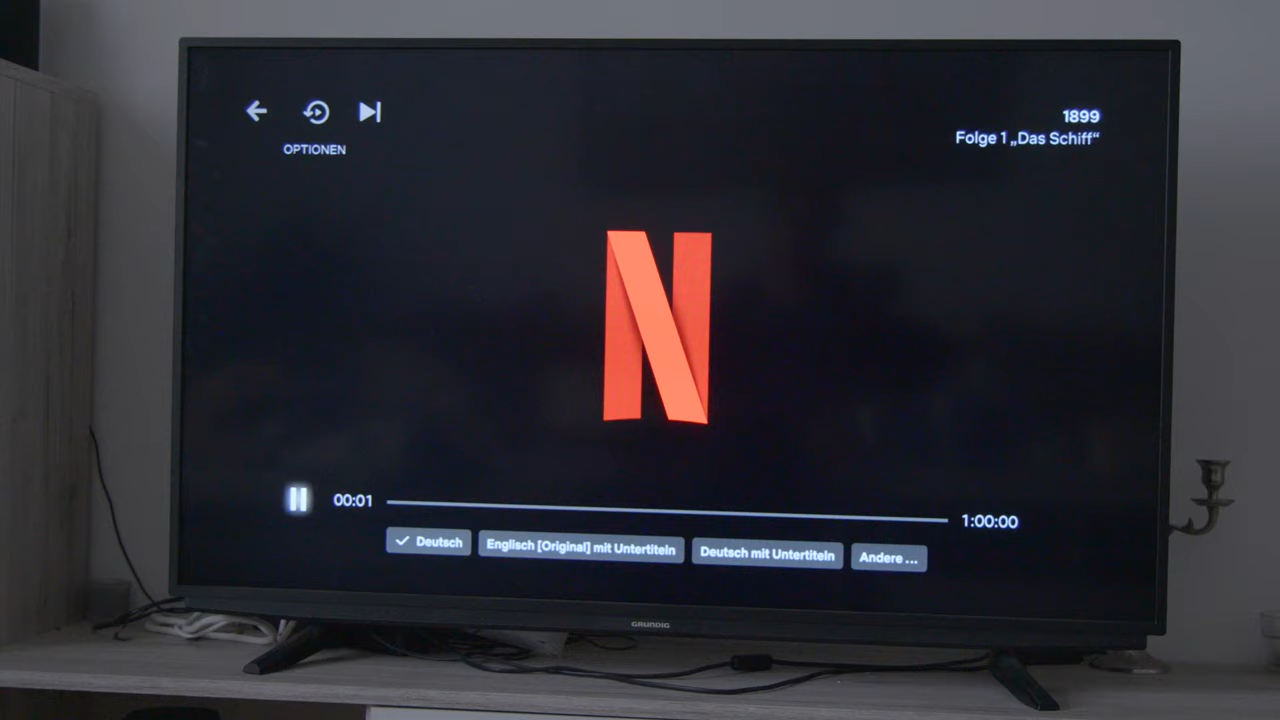 OPTIONEN
1899
Folge 1 „Das Schiff“
N
00:01
1:00:00
Deutsch
Englisch [Original] mit Untertiteln
Deutsch mit Untertiteln
Andere ...
GRUNDIG